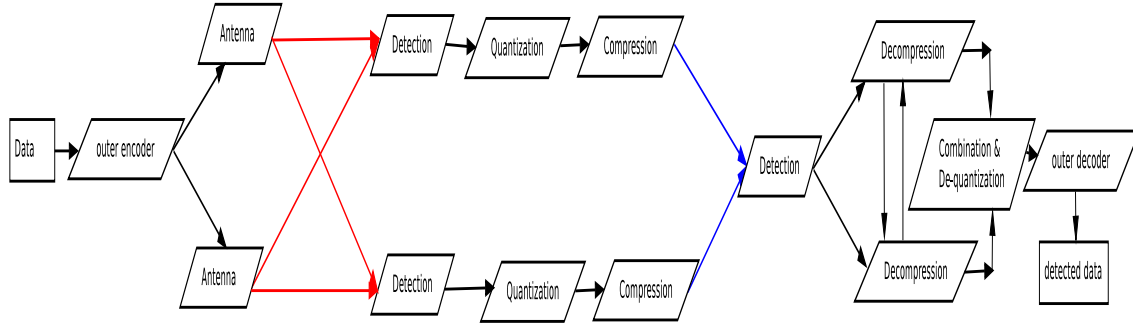 Data
outer encoder
Antenna
Antenna
Detection
Quantization
Compression
Detection
Quantization
Compression
Detection
Decompression
Decompression
Combination &
De-quantization
outer decoder
detected data